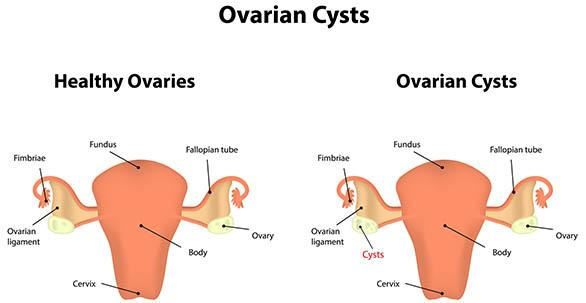 Ovarian Cysts
Healthy Ovaries
Fundus
Fallopian tube
Fimbriae
Ovarian
ligament
Ovary
Body
Cervix
Ovarian Cysts
Fundus
Fallopian tube
Fimbriae
Ovarian
ligament
Cysts
Ovary
Body
Cervix